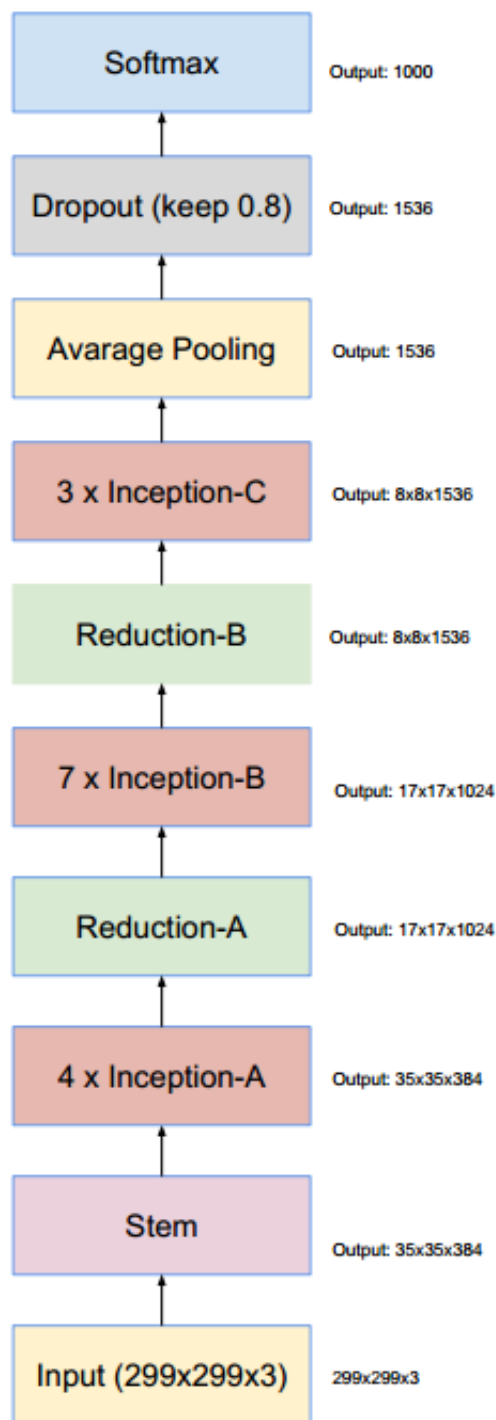 Softmax
Output: 1000
Dropout (keep 0.8)
Output: 1536
Avarage Pooling
Output: 1536
3 x Inception-C
Output: 8x8x1536
Reduction-B
Output: 8x8x1536
7 x Inception-B
Output: 17x17x1024
Reduction-A
Output: 17x17x1024
4 x Inception-A
Output: 35x35x384
Stem
Output: 35x35x384
Input (299x299x3)
299x299x3